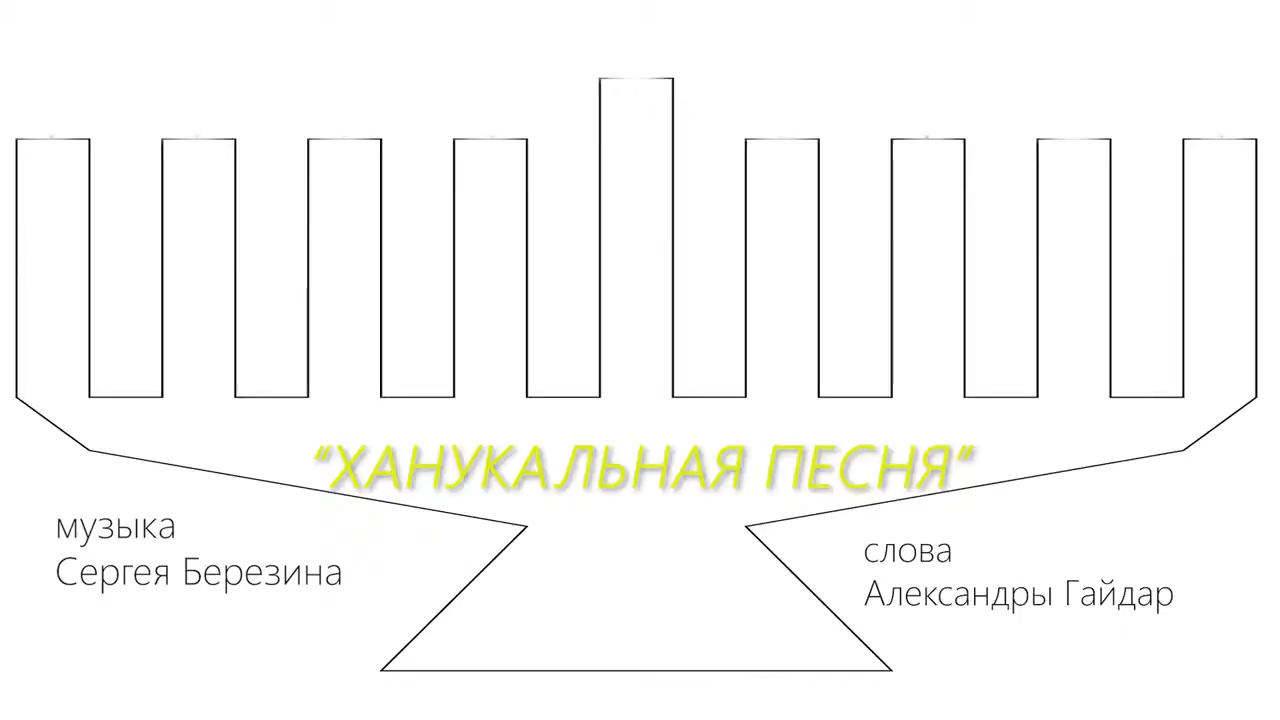 “ХАНУКАЛЬНАЯ ПЕСНЯ”
музыка
Сергея Березина
слова
Александры Гайдар